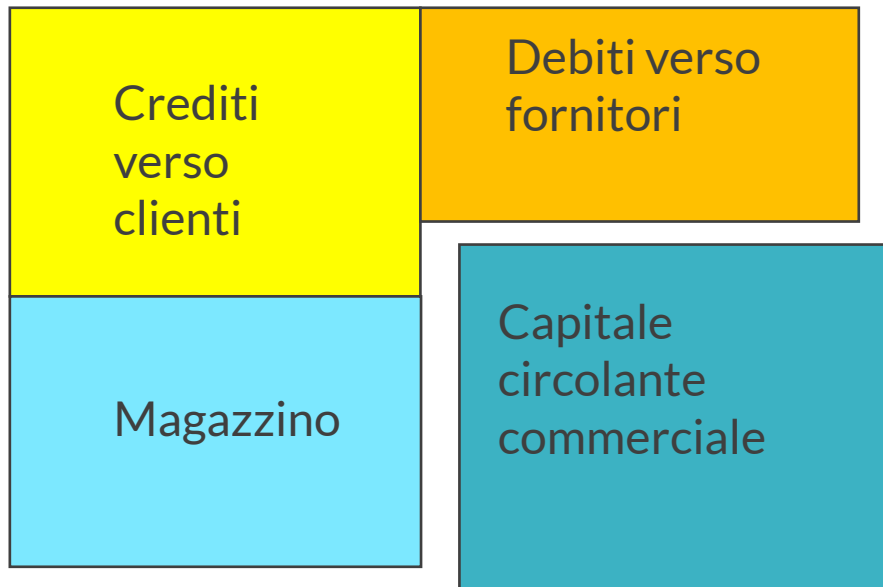 Crediti
verso
clienti
Debiti verso
fornitori
Magazzino
Capitale
circolante
commerciale